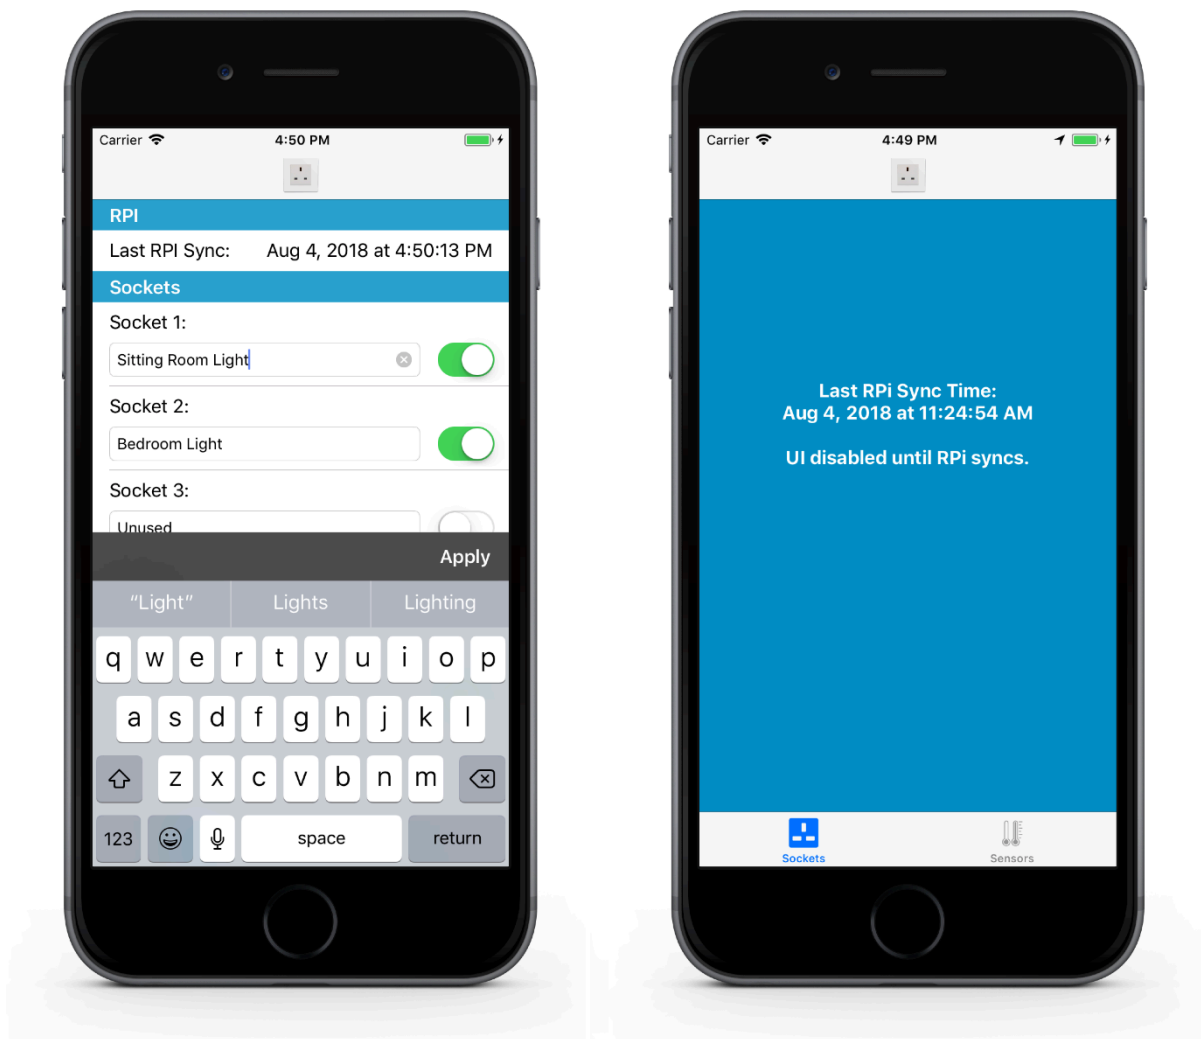 Carrier 4:50 PM
RPI
Last RPI Sync: Aug 4, 2018 at 4:50:13 PM
Sockets
Socket 1:
Sitting Room Light
Socket 2:
Bedroom Light
Socket 3:
Unused
Apply
“Light” Lights Lighting
q w e r t y u i o p
a s d f g h j k l
z x c v b n m
123 space return
Carrier 4:49 PM
Last RPi Sync Time:
Aug 4, 2018 at 11:24:54 AM
UI disabled until RPi syncs.
Sockets Sensors